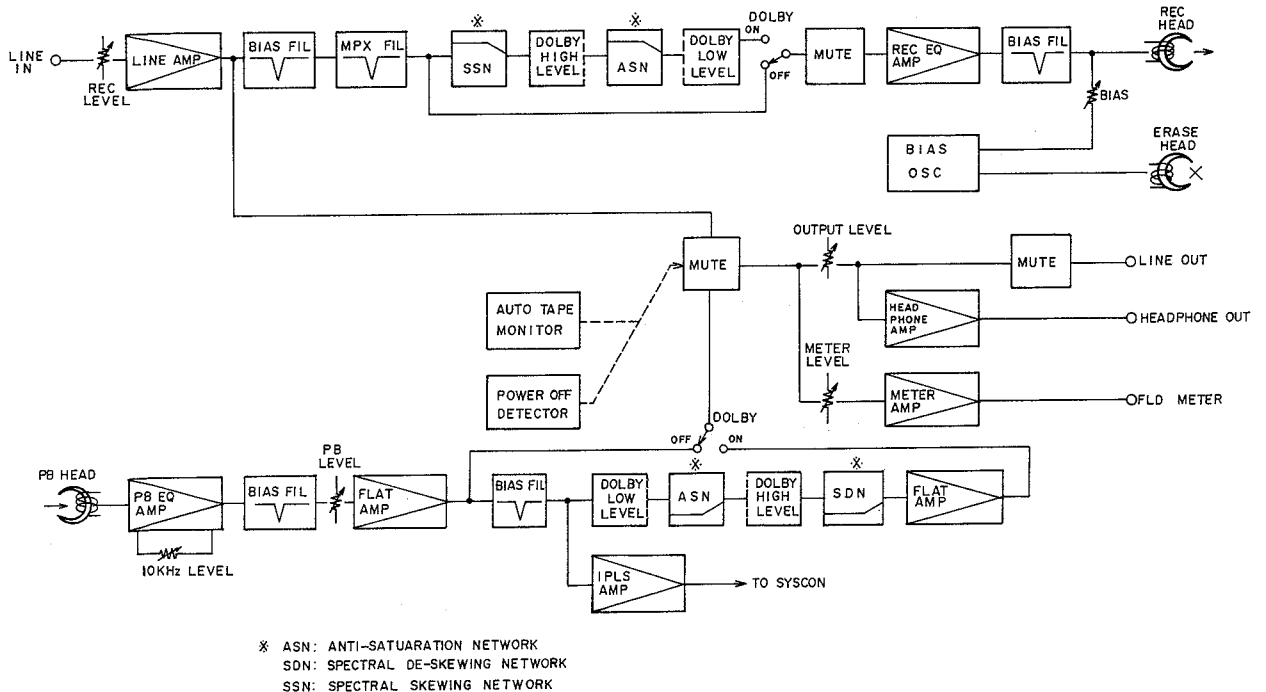 LINE IN
REC LEVEL
LINE AMP
BIAS FIL
MPX FIL
※
SSN
DOLBY HIGH LEVEL
※
ASN
DOLBY LOW LEVEL
DOLBY
ON
OFF
MUTE
REC EQ AMP
BIAS FIL
REC HEAD
BIAS
BIAS OSC
ERASE HEAD
MUTE
AUTO TAPE MONITOR
POWER OFF DETECTOR
OUTPUT LEVEL
MUTE
LINE OUT
HEAD PHONE AMP
HEADPHONE OUT
METER LEVEL
METER AMP
FLD METER
DOLBY
OFF
ON
PB HEAD
PB EQ AMP
10KHz LEVEL
BIAS FIL
PB LEVEL
FLAT AMP
BIAS FIL
DOLBY LOW LEVEL
※
ASN
DOLBY HIGH LEVEL
※
SDN
FLAT AMP
IPLS AMP
TO SYSCON
※ ASN: ANTI-SATUARATION NETWORK
SDN: SPECTRAL DE-SKEWING NETWORK
SSN: SPECTRAL SKEWING NETWORK